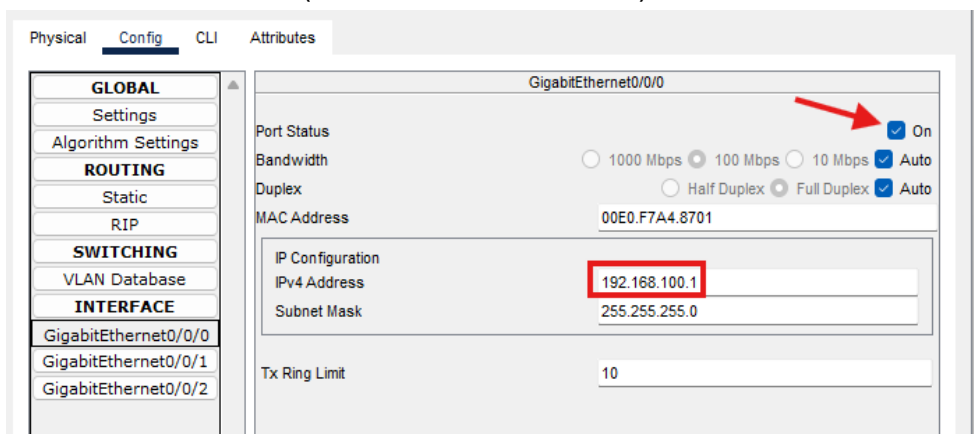 Physical Config CLI Attributes
GLOBAL
Settings
Algorithm Settings
ROUTING
Static
RIP
SWITCHING
VLAN Database
INTERFACE
GigabitEthernet0/0/0
GigabitEthernet0/0/1
GigabitEthernet0/0/2
GigabitEthernet0/0/0
Port Status On
Bandwidth 1000 Mbps 100 Mbps 10 Mbps Auto
Duplex Half Duplex Full Duplex Auto
MAC Address 00E0.F7A4.8701
IP Configuration
IPv4 Address 192.168.100.1
Subnet Mask 255.255.255.0
Tx Ring Limit 10